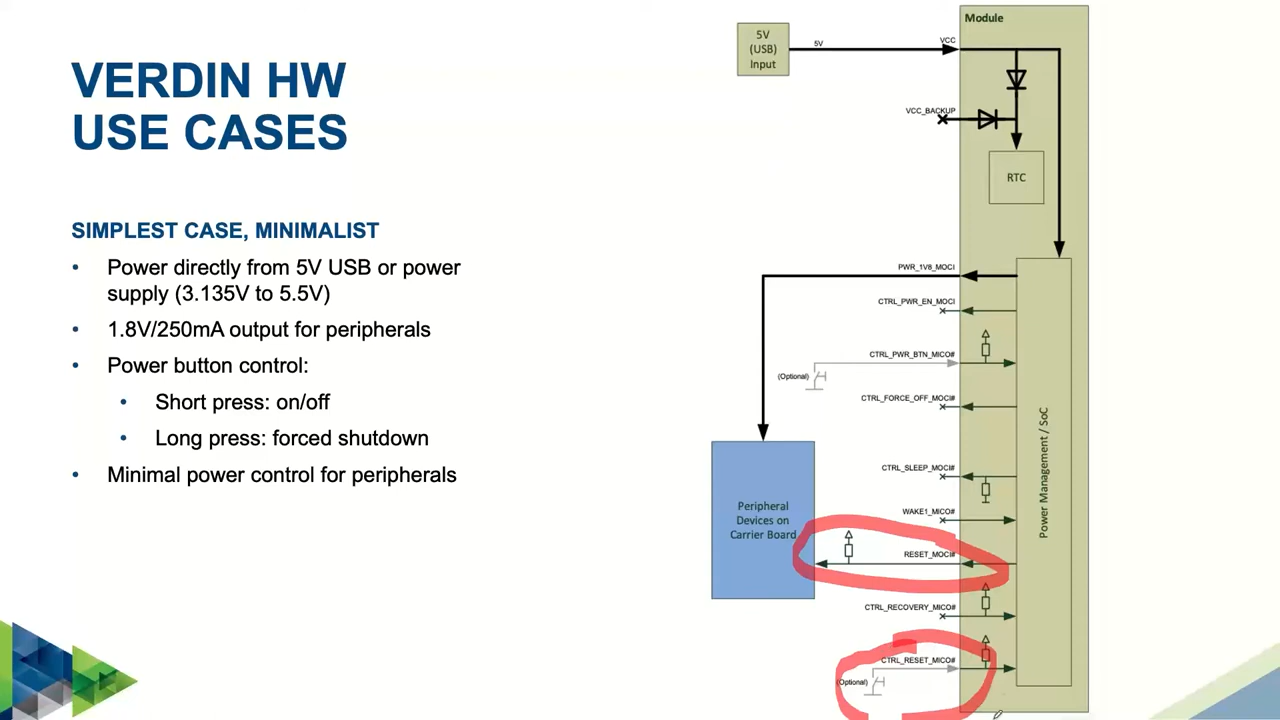 VERDIN HW
USE CASES
SIMPLEST CASE, MINIMALIST
• Power directly from 5V USB or power
supply (3.135V to 5.5V)
• 1.8V/250mA output for peripherals
• Power button control:
• Short press: on/off
• Long press: forced shutdown
• Minimal power control for peripherals
Module
5V
(USB)
Input
5V
VCC
VCC_BACKUP
RTC
PWR_1V8_MOCI
CTRL_PWR_EN_MOCI
CTRL_PWR_BTN_MICO#
(Optional)
CTRL_FORCE_OFF_MOCI#
Power Management / SoC
CTRL_SLEEP_MOCI#
Peripheral
Devices on
Carrier Board
WAKE1_MICO#
RESET_MOCI#
CTRL_RECOVERY_MICO#
CTRL_RESET_MICO#
(Optional)